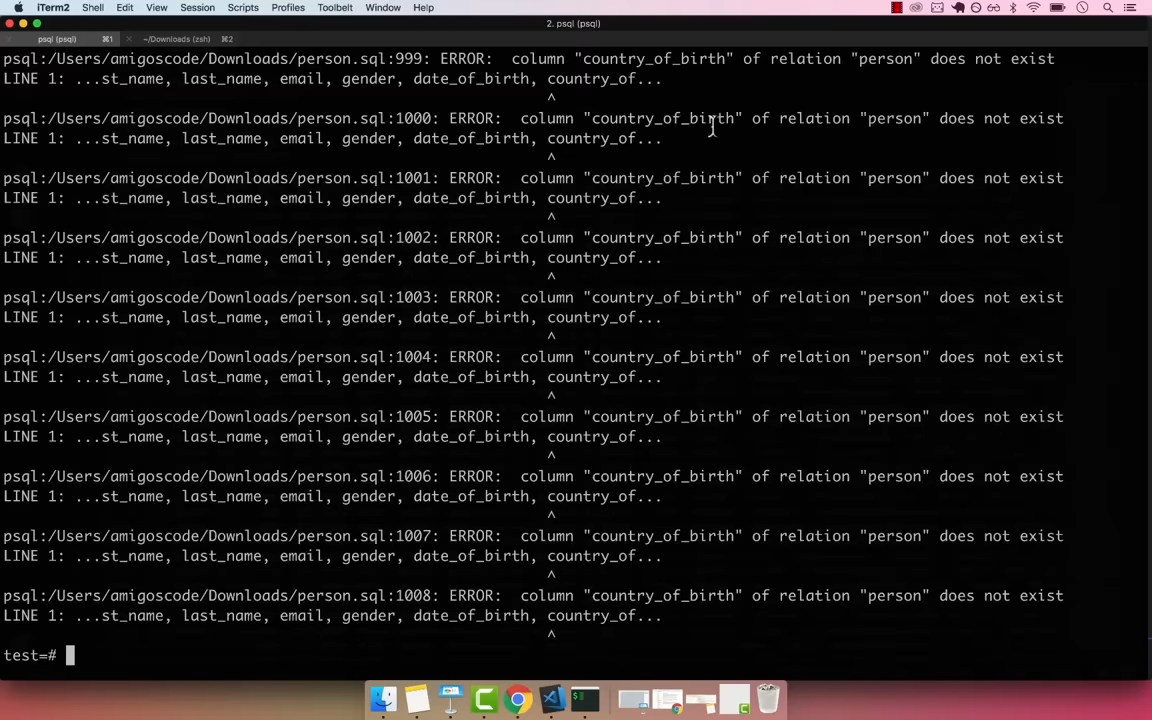 iTerm2 Shell Edit View Session Scripts Profiles Toolbelt Window Help
2. psql (psql)
psql (psql) ⌘1 ~/Downloads (zsh) ⌘2
psql:/Users/amigoscode/Downloads/person.sql:999: ERROR:  column "country_of_birth" of relation "person" does not exist
LINE 1: ...st_name, last_name, email, gender, date_of_birth, country_of...
^
psql:/Users/amigoscode/Downloads/person.sql:1000: ERROR:  column "country_of_birth" of relation "person" does not exist
LINE 1: ...st_name, last_name, email, gender, date_of_birth, country_of...
^
psql:/Users/amigoscode/Downloads/person.sql:1001: ERROR:  column "country_of_birth" of relation "person" does not exist
LINE 1: ...st_name, last_name, email, gender, date_of_birth, country_of...
^
psql:/Users/amigoscode/Downloads/person.sql:1002: ERROR:  column "country_of_birth" of relation "person" does not exist
LINE 1: ...st_name, last_name, email, gender, date_of_birth, country_of...
^
psql:/Users/amigoscode/Downloads/person.sql:1003: ERROR:  column "country_of_birth" of relation "person" does not exist
LINE 1: ...st_name, last_name, email, gender, date_of_birth, country_of...
^
psql:/Users/amigoscode/Downloads/person.sql:1004: ERROR:  column "country_of_birth" of relation "person" does not exist
LINE 1: ...st_name, last_name, email, gender, date_of_birth, country_of...
^
psql:/Users/amigoscode/Downloads/person.sql:1005: ERROR:  column "country_of_birth" of relation "person" does not exist
LINE 1: ...st_name, last_name, email, gender, date_of_birth, country_of...
^
psql:/Users/amigoscode/Downloads/person.sql:1006: ERROR:  column "country_of_birth" of relation "person" does not exist
LINE 1: ...st_name, last_name, email, gender, date_of_birth, country_of...
^
psql:/Users/amigoscode/Downloads/person.sql:1007: ERROR:  column "country_of_birth" of relation "person" does not exist
LINE 1: ...st_name, last_name, email, gender, date_of_birth, country_of...
^
psql:/Users/amigoscode/Downloads/person.sql:1008: ERROR:  column "country_of_birth" of relation "person" does not exist
LINE 1: ...st_name, last_name, email, gender, date_of_birth, country_of...
^
test=#